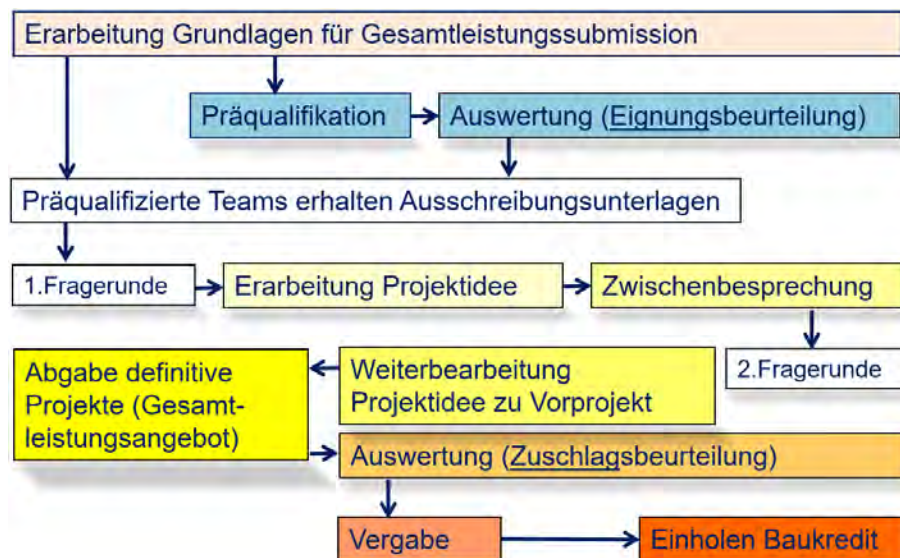 Erarbeitung Grundlagen für Gesamtleistungssubmission
Präqualifikation
Auswertung (Eignungsbeurteilung)
Präqualifizierte Teams erhalten Ausschreibungsunterlagen
1.Fragerunde
Erarbeitung Projektidee
Zwischenbesprechung
2.Fragerunde
Weiterbearbeitung
Projektidee zu Vorprojekt
Abgabe definitive
Projekte (Gesamt-
leistungsangebot)
Auswertung (Zuschlagsbeurteilung)
Vergabe
Einholen Baukredit